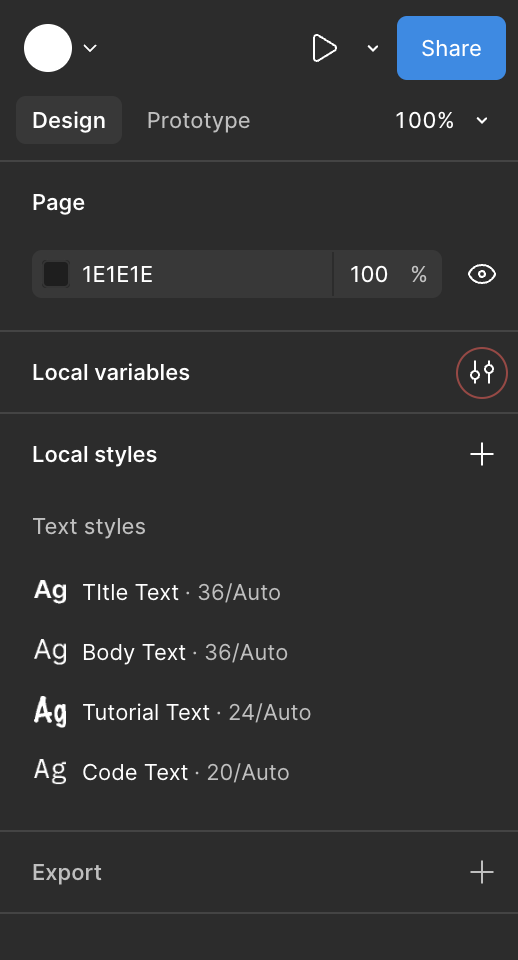 Share
Design Prototype 100%
Page
1E1E1E 100 %
Local variables
Local styles
Text styles
Ag TItle Text · 36/Auto
Ag Body Text · 36/Auto
Ag Tutorial Text · 24/Auto
Ag Code Text · 20/Auto
Export